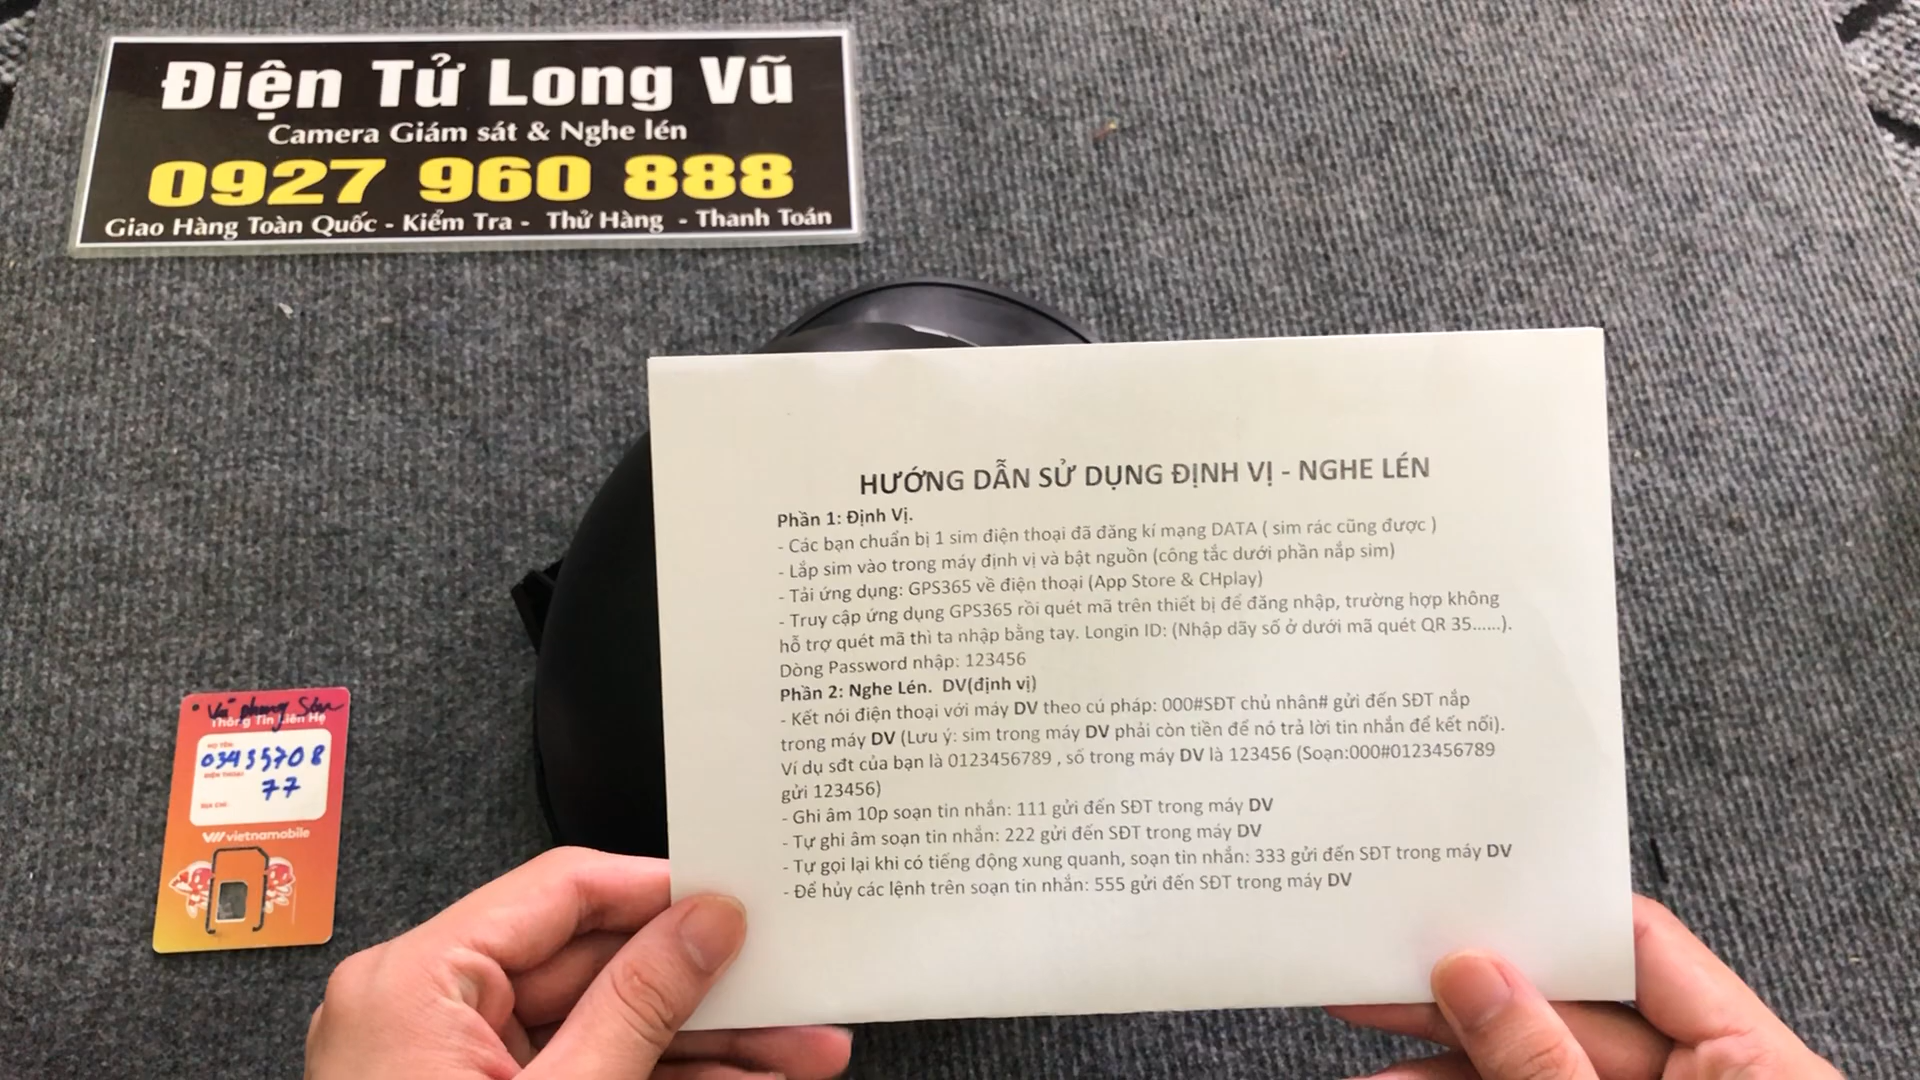 Điện Tử Long Vũ
Camera Giám sát & Nghe lén
0927 960 888
Giao Hàng Toàn Quốc - Kiểm Tra - Thử Hàng - Thanh Toán
HƯỚNG DẪN SỬ DỤNG ĐỊNH VỊ - NGHE LÉN
Phần 1: Định Vị.
- Các bạn chuẩn bị 1 sim điện thoại đã đăng kí mạng DATA ( sim rác cũng được )
- Lắp sim vào trong máy định vị và bật nguồn (công tắc dưới phần nắp sim)
- Tải ứng dụng: GPS365 về điện thoại (App Store & CHplay)
- Truy cập ứng dụng GPS365 rồi quét mã trên thiết bị để đăng nhập, trường hợp không
hỗ trợ quét mã thì ta nhập bằng tay. Longin ID: (Nhập dãy số ở dưới mã quét QR 35......).
Dòng Password nhập: 123456
Phần 2: Nghe Lén. DV(định vị)
- Kết nối điện thoại với máy DV theo cú pháp: 000#SĐT chủ nhân# gửi đến SĐT nắp
trong máy DV (Lưu ý: sim trong máy DV phải còn tiền để nó trả lời tin nhắn để kết nối).
Ví dụ sđt của bạn là 0123456789 , số trong máy DV là 123456 (Soạn:000#0123456789
gửi 123456)
- Ghi âm 10p soạn tin nhắn: 111 gửi đến SĐT trong máy DV
- Tự ghi âm soạn tin nhắn: 222 gửi đến SĐT trong máy DV
- Tự gọi lại khi có tiếng động xung quanh, soạn tin nhắn: 333 gửi đến SĐT trong máy DV
- Để hủy các lệnh trên soạn tin nhắn: 555 gửi đến SĐT trong máy DV
Thông Tin Liên Hệ
HỌ TÊN:
03435708
ĐIỆN THOẠI:
77
ĐỊA CHỈ:
vietnamobile